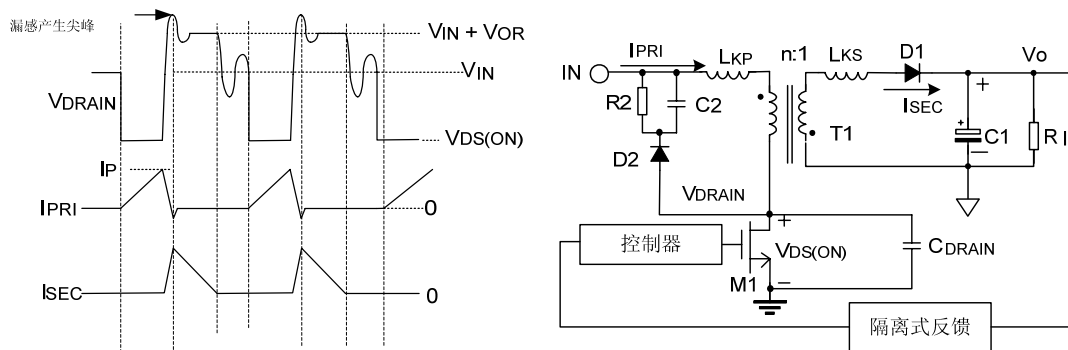 漏感产生尖峰
VIN + VOR
VIN
VDRAIN
VDS(ON)
IP
IPRI
0
ISEC
0
IN
IPRI
LKP
n:1
LKS
D1
Vo
R2
C2
ISEC
+
+
T1
C1
R l
D2
VDRAIN
+
控制器
VDS(ON)
CDRAIN
M1
隔离式反馈